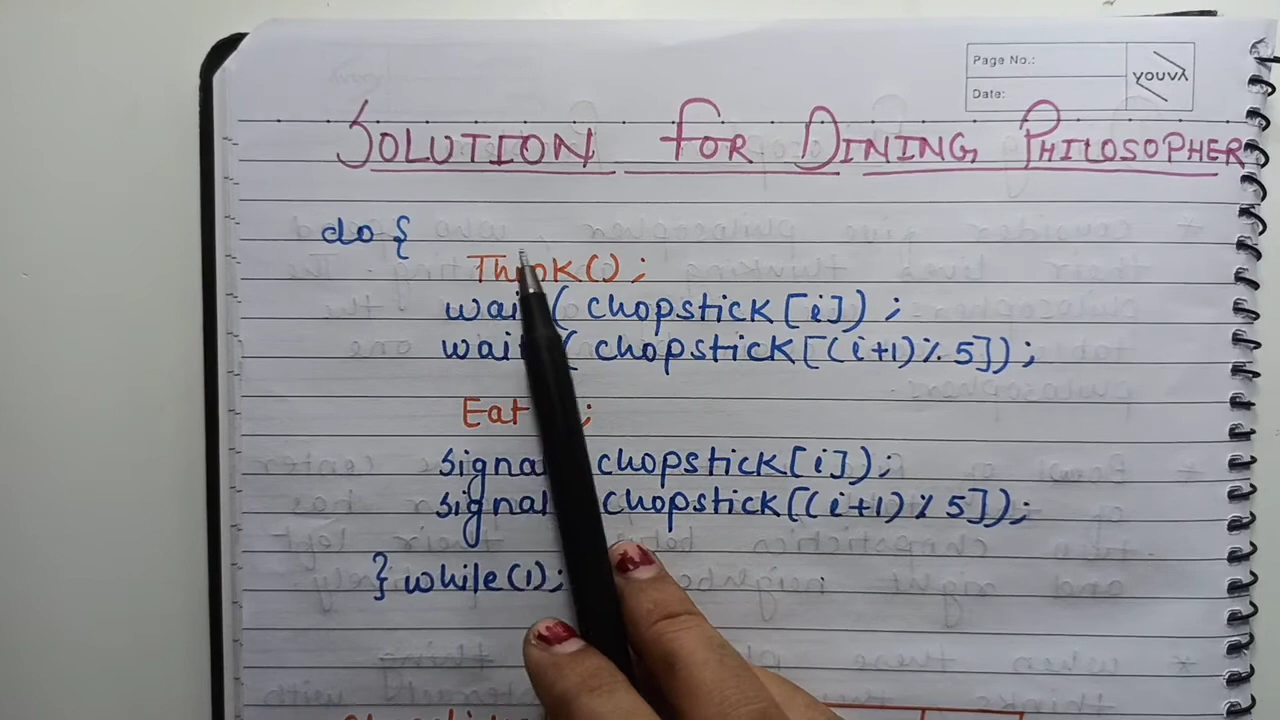 Page No.:
Date:
youva
SOLUTION FOR DINING PHILOSOPHER
do {
Think();
wait( chopstick[i]);
wait( chopstick[(i+1)%5]);
Eat ;
signal chopstick[i]);
signal chopstick[(i+1)%5]);
} while(1);